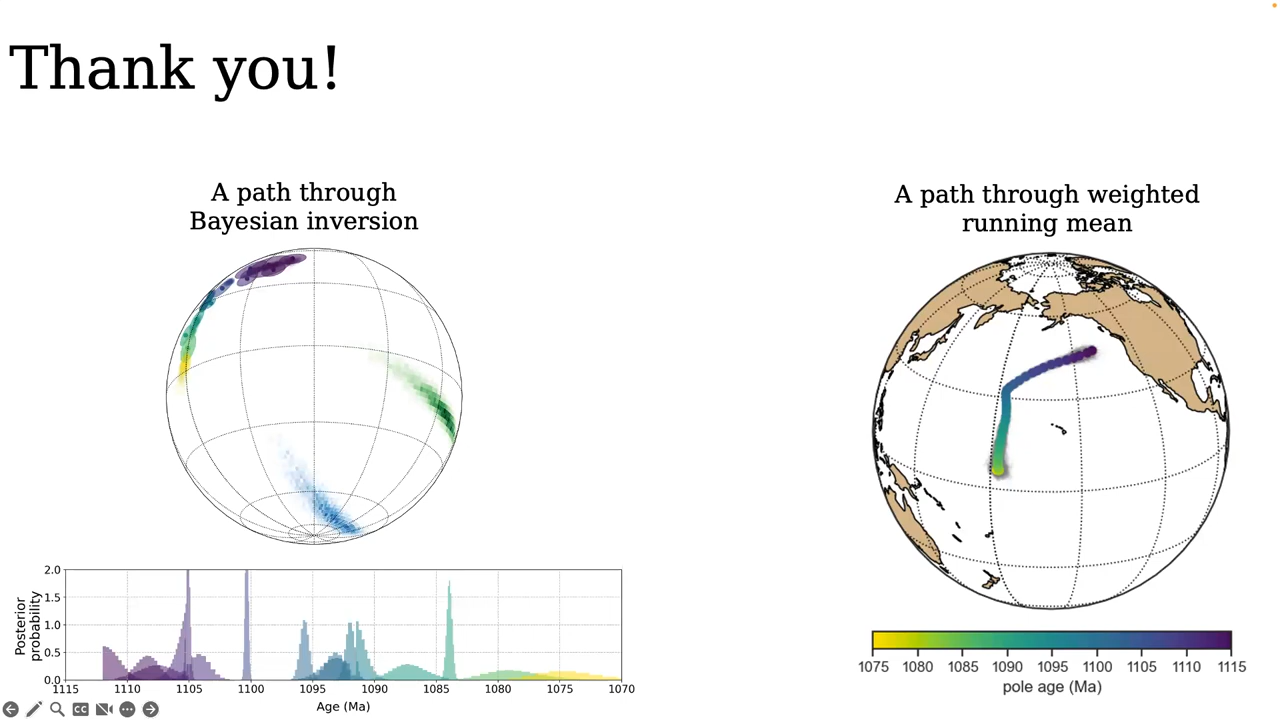 Thank you!
A path through
Bayesian inversion
A path through weighted
running mean
Posterior
probability
2.0
1.5
1.0
0.5
0.0
1115 1110 1105 1100 1095 1090 1085 1080 1075 1070
Age (Ma)
1075 1080 1085 1090 1095 1100 1105 1110 1115
pole age (Ma)
CC